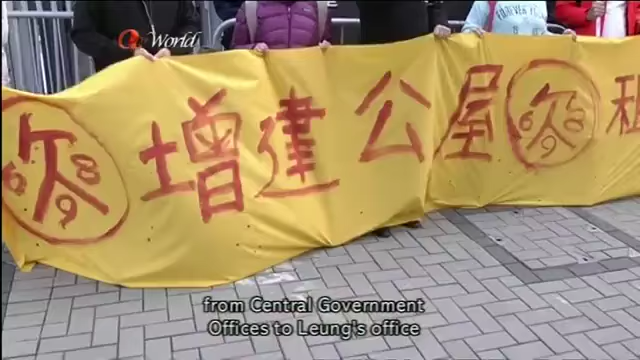 World
增建公屋
from Central Government
Offices to Leung's office